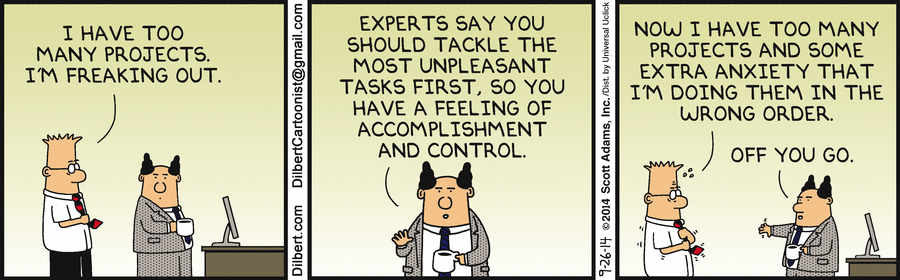 I HAVE TOO
MANY PROJECTS.
I'M FREAKING OUT.
Dilbert.com DilbertCartoonist@gmail.com
EXPERTS SAY YOU
SHOULD TACKLE THE
MOST UNPLEASANT
TASKS FIRST, SO YOU
HAVE A FEELING OF
ACCOMPLISHMENT
AND CONTROL.
9-26-14 ©2014 Scott Adams, Inc. /Dist. by Universal Uclick
NOW I HAVE TOO MANY
PROJECTS AND SOME
EXTRA ANXIETY THAT
I'M DOING THEM IN THE
WRONG ORDER.
OFF YOU GO.